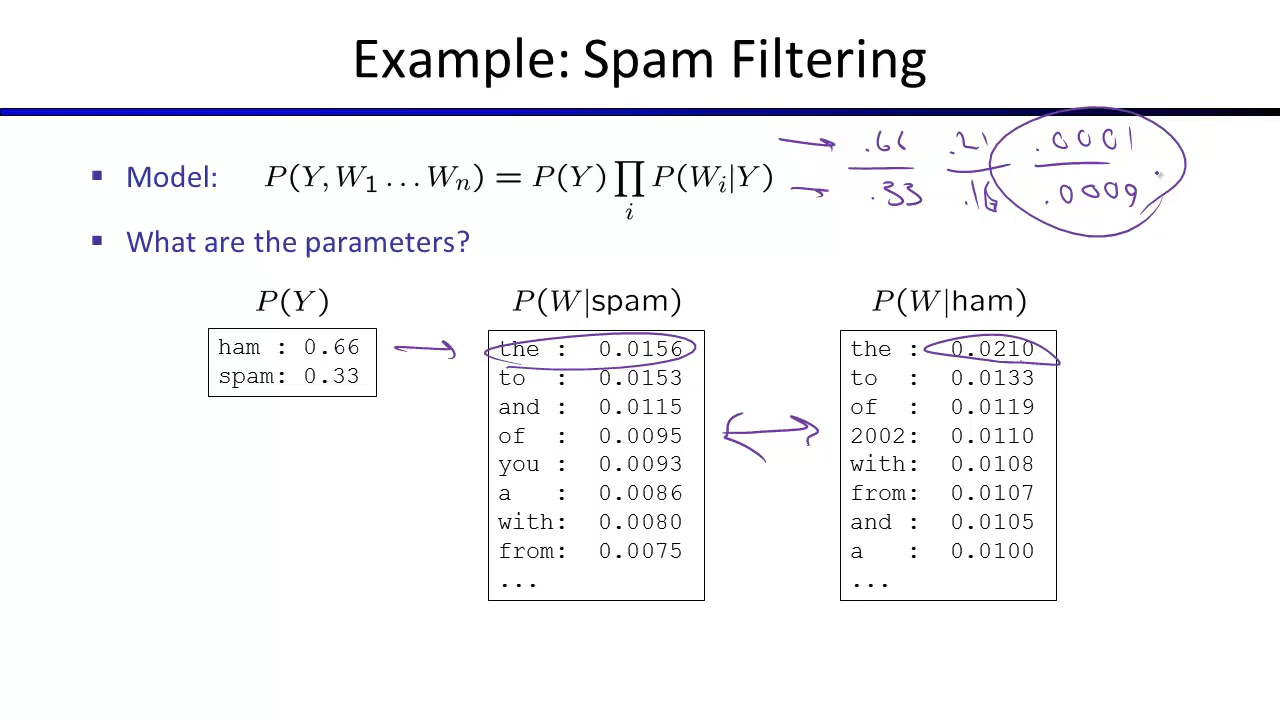 Example: Spam Filtering
▪ Model: P(Y, W₁ … Wₙ) = P(Y) ∏ᵢ P(Wᵢ|Y)
.66 .21 .0001
.33 .16 .0009
▪ What are the parameters?
P(Y) P(W|spam) P(W|ham)
ham : 0.66
spam: 0.33
the : 0.0156
to : 0.0153
and : 0.0115
of : 0.0095
you : 0.0093
a : 0.0086
with: 0.0080
from: 0.0075
...
the : 0.0210
to : 0.0133
of : 0.0119
2002: 0.0110
with: 0.0108
from: 0.0107
and : 0.0105
a : 0.0100
...